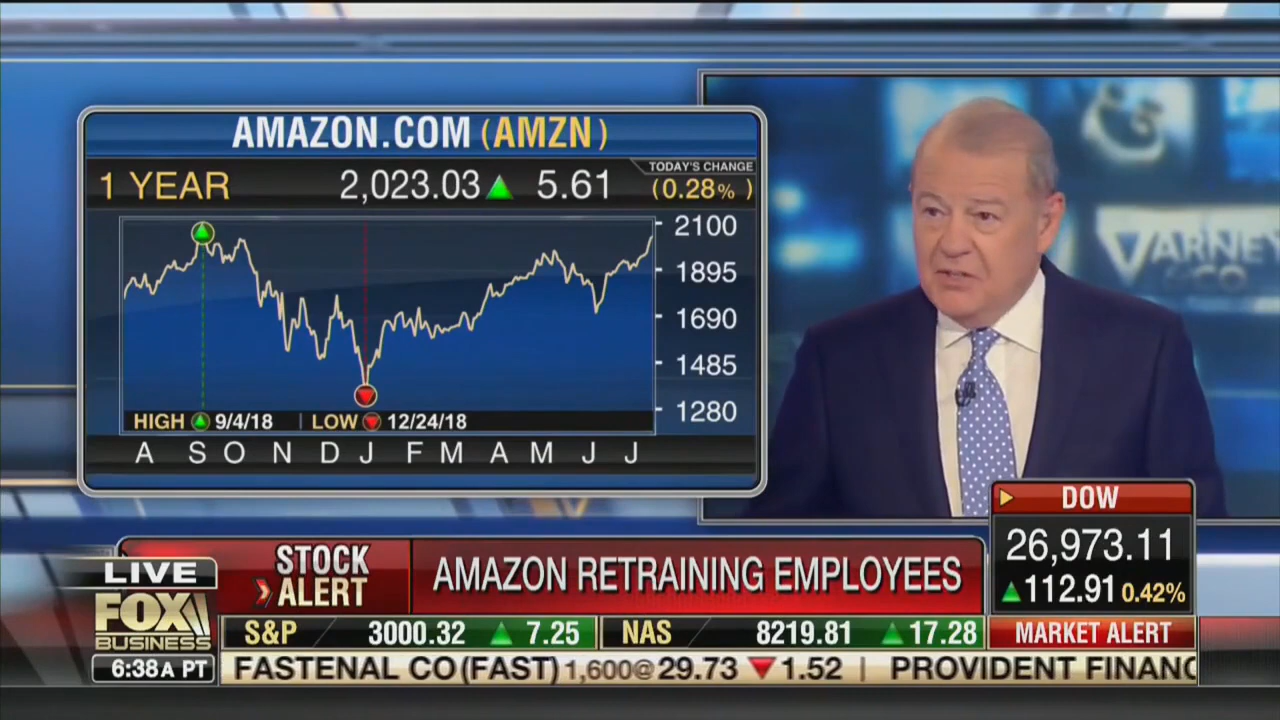 AMAZON.COM (AMZN)
1 YEAR 2,023.03 5.61
TODAY'S CHANGE
(0.28%)
2100
1895
1690
1485
1280
HIGH 9/4/18 | LOW 12/24/18
A S O N D J F M A M J J
VARNEY
& CO
DOW
26,973.11
112.91 0.42%
MARKET ALERT
STOCK
ALERT
AMAZON RETRAINING EMPLOYEES
LIVE
FOX
BUSINESS
6:38A PT
S&P 3000.32 7.25 NAS 8219.81 17.28
FASTENAL CO(FAST)1,600@29.73 1.52 | PROVIDENT FINANC